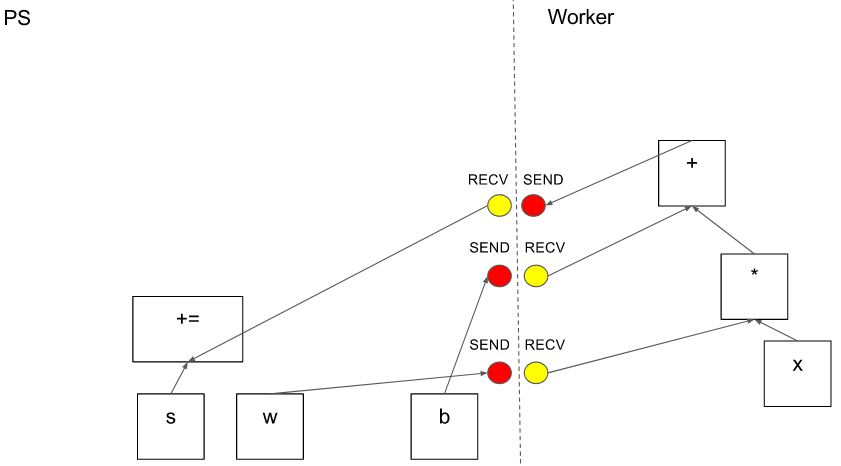 PS
Worker
+
RECV SEND
SEND RECV
*
+=
SEND RECV
x
s
w
b